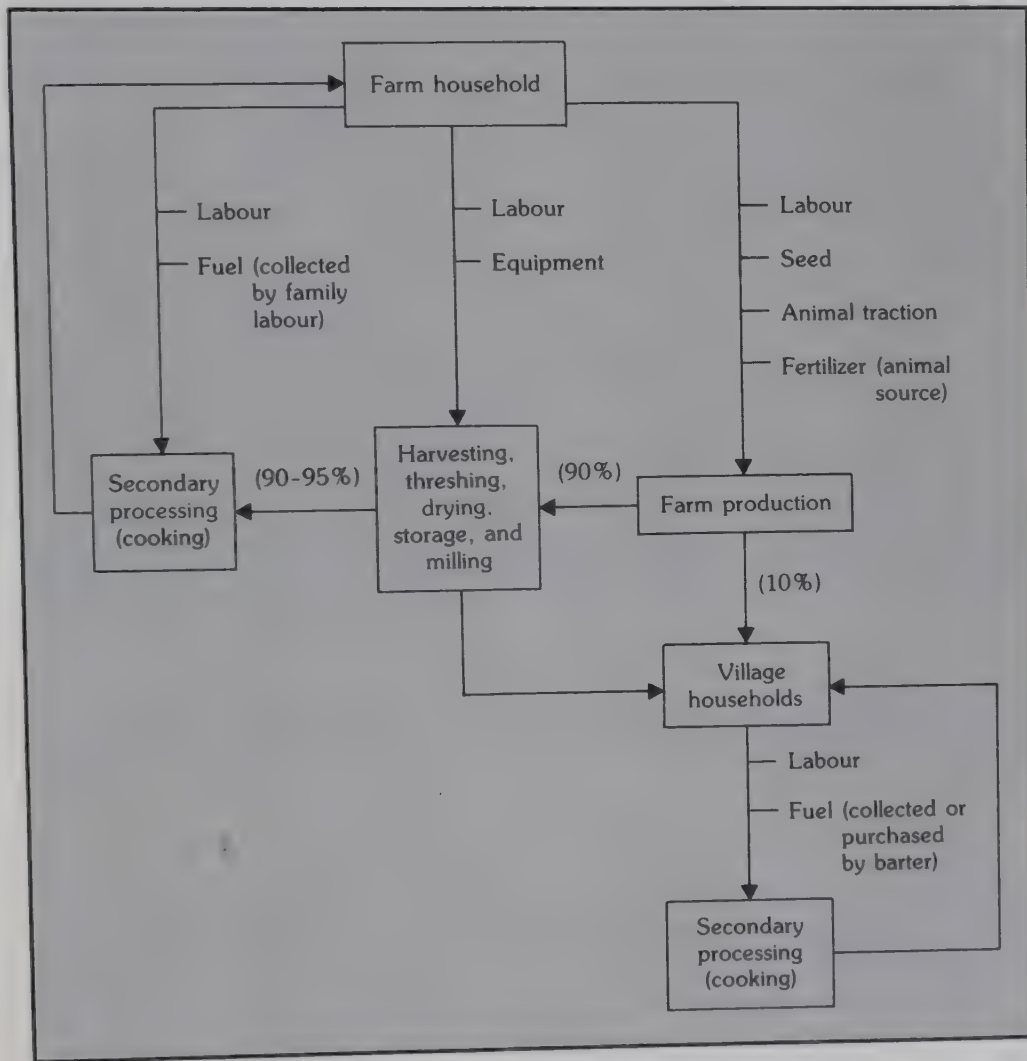 Farm household
Labour
Fuel (collected
by family
labour)
Labour
Equipment
Labour
Seed
Animal traction
Fertilizer (animal
source)
Secondary
processing
(cooking)
(90-95%)
Harvesting,
threshing,
drying,
storage, and
milling
(90%)
Farm production
(10%)
Village
households
Labour
Fuel (collected or
purchased
by barter)
Secondary
processing
(cooking)